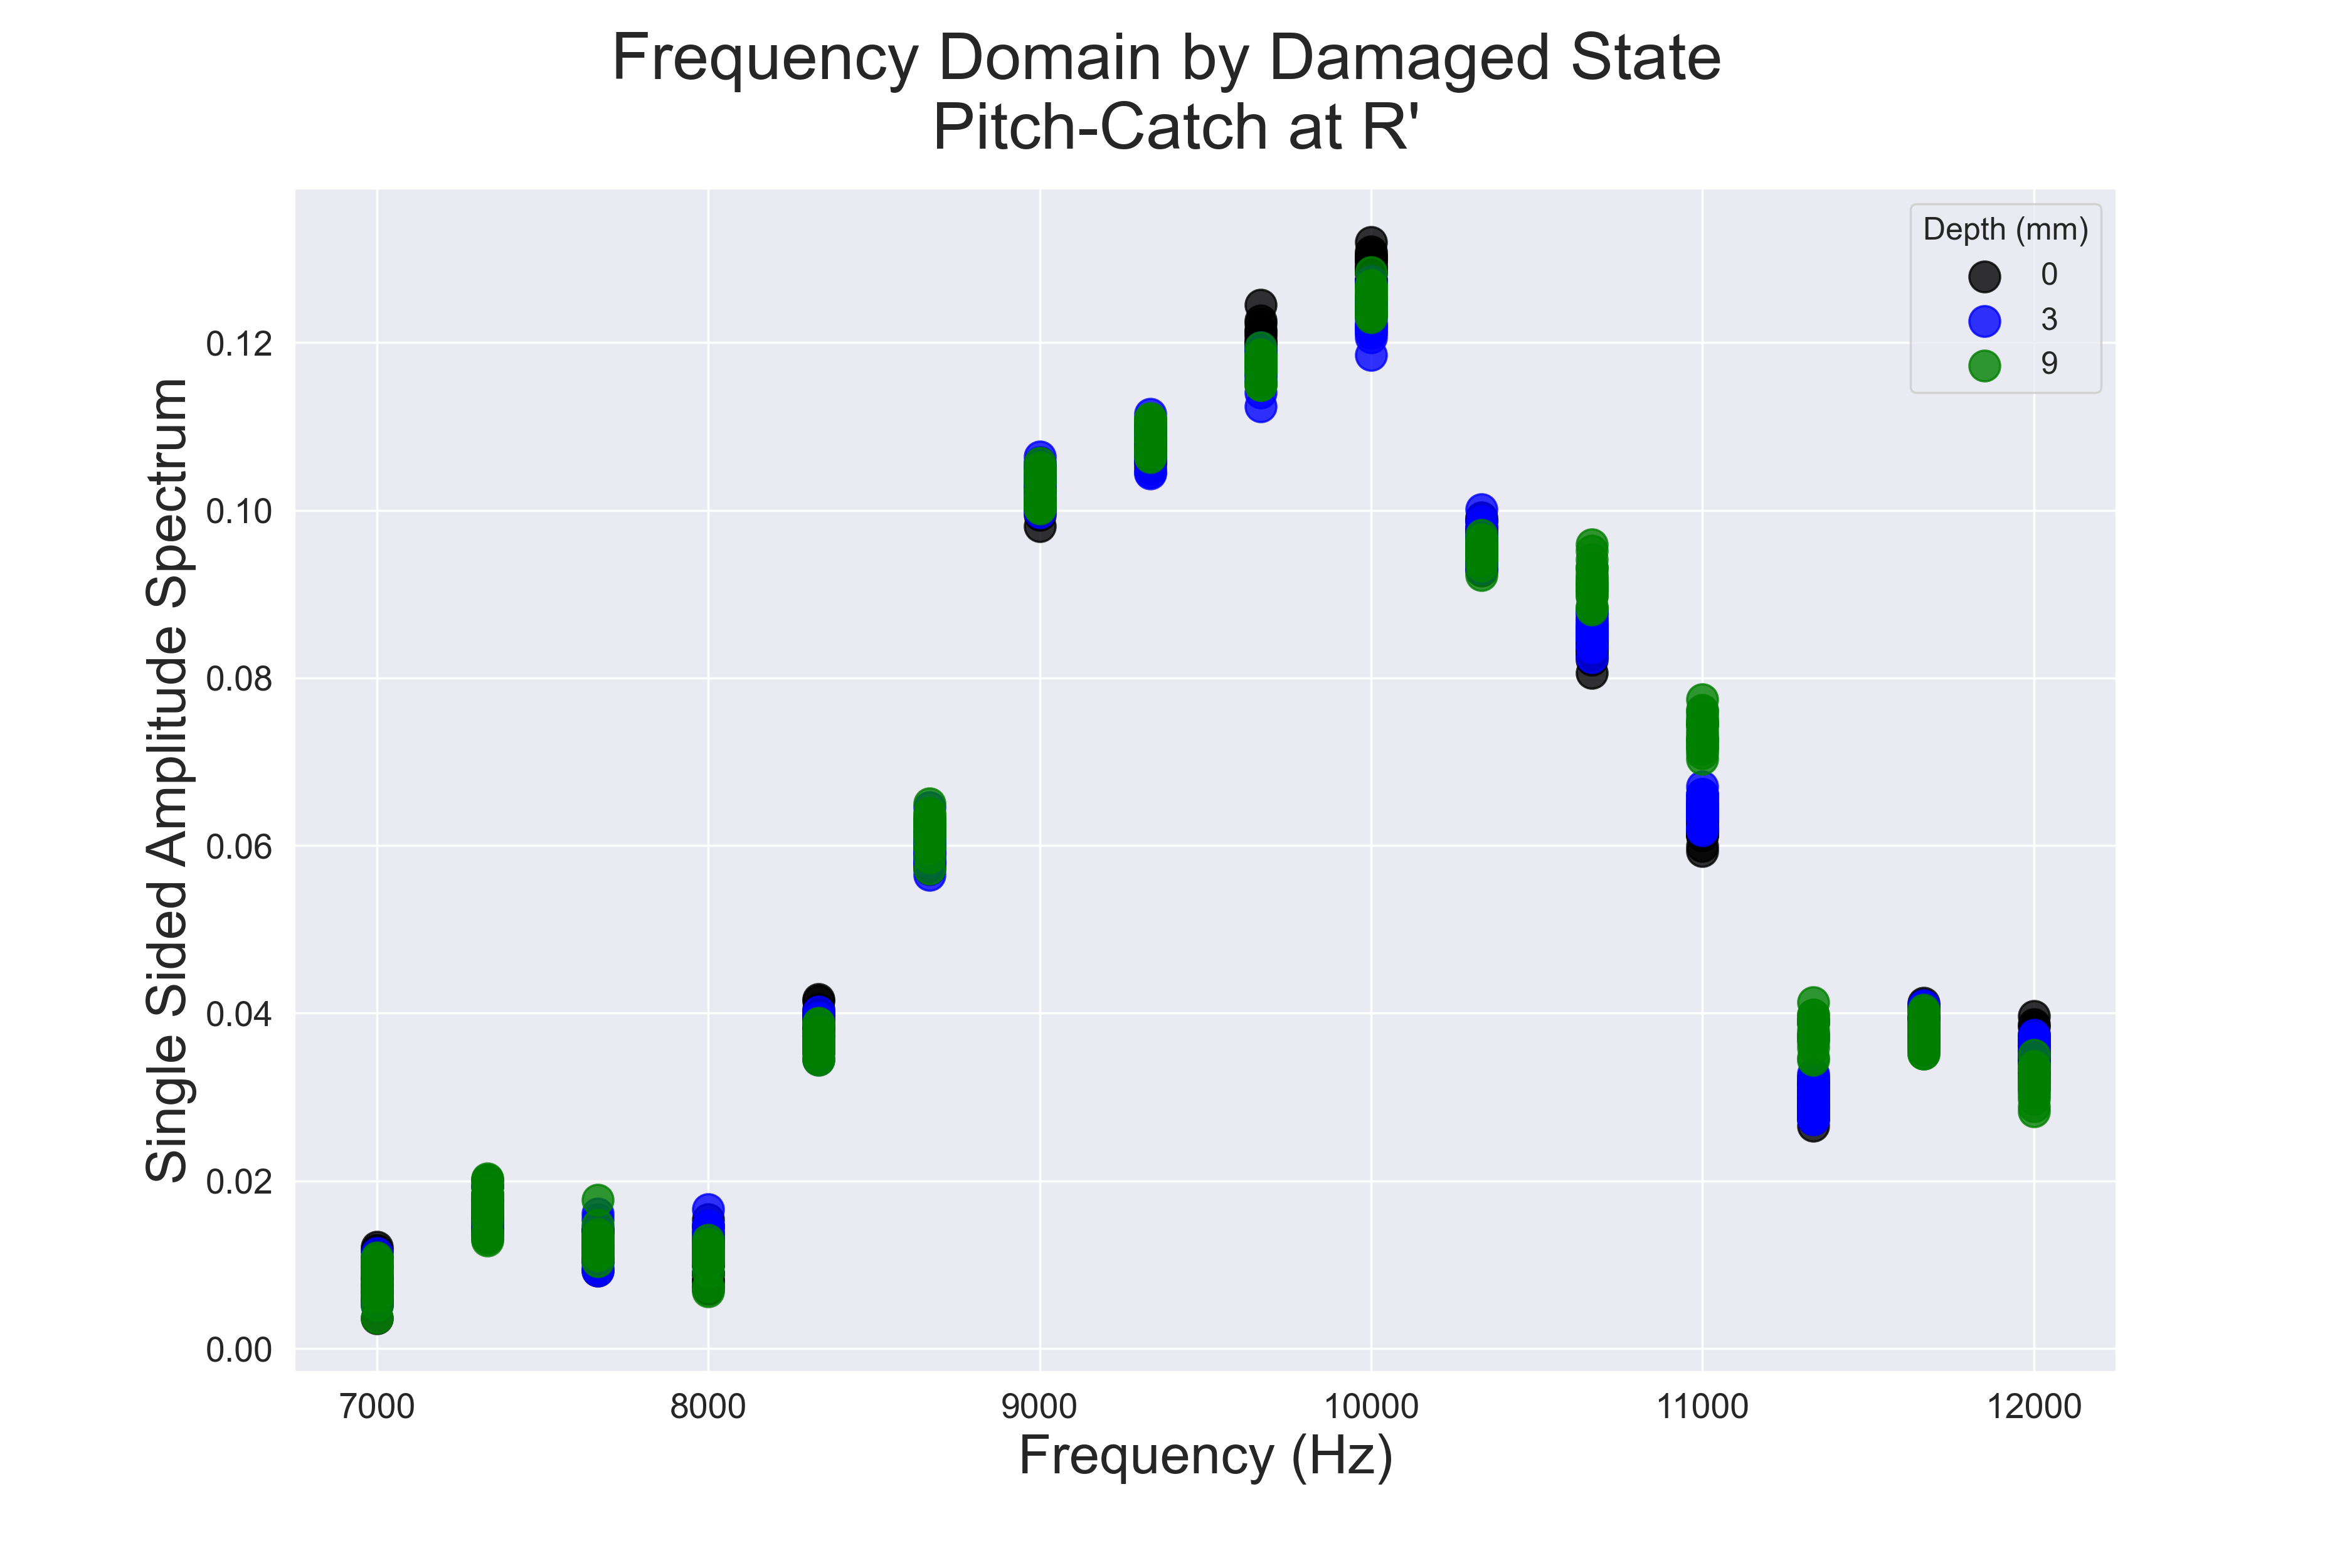 Frequency Domain by Damaged State
Pitch-Catch at R'
Depth (mm)
0
3
9
Single Sided Amplitude Spectrum
0.12
0.10
0.08
0.06
0.04
0.02
0.00
7000 8000 9000 10000 11000 12000
Frequency (Hz)